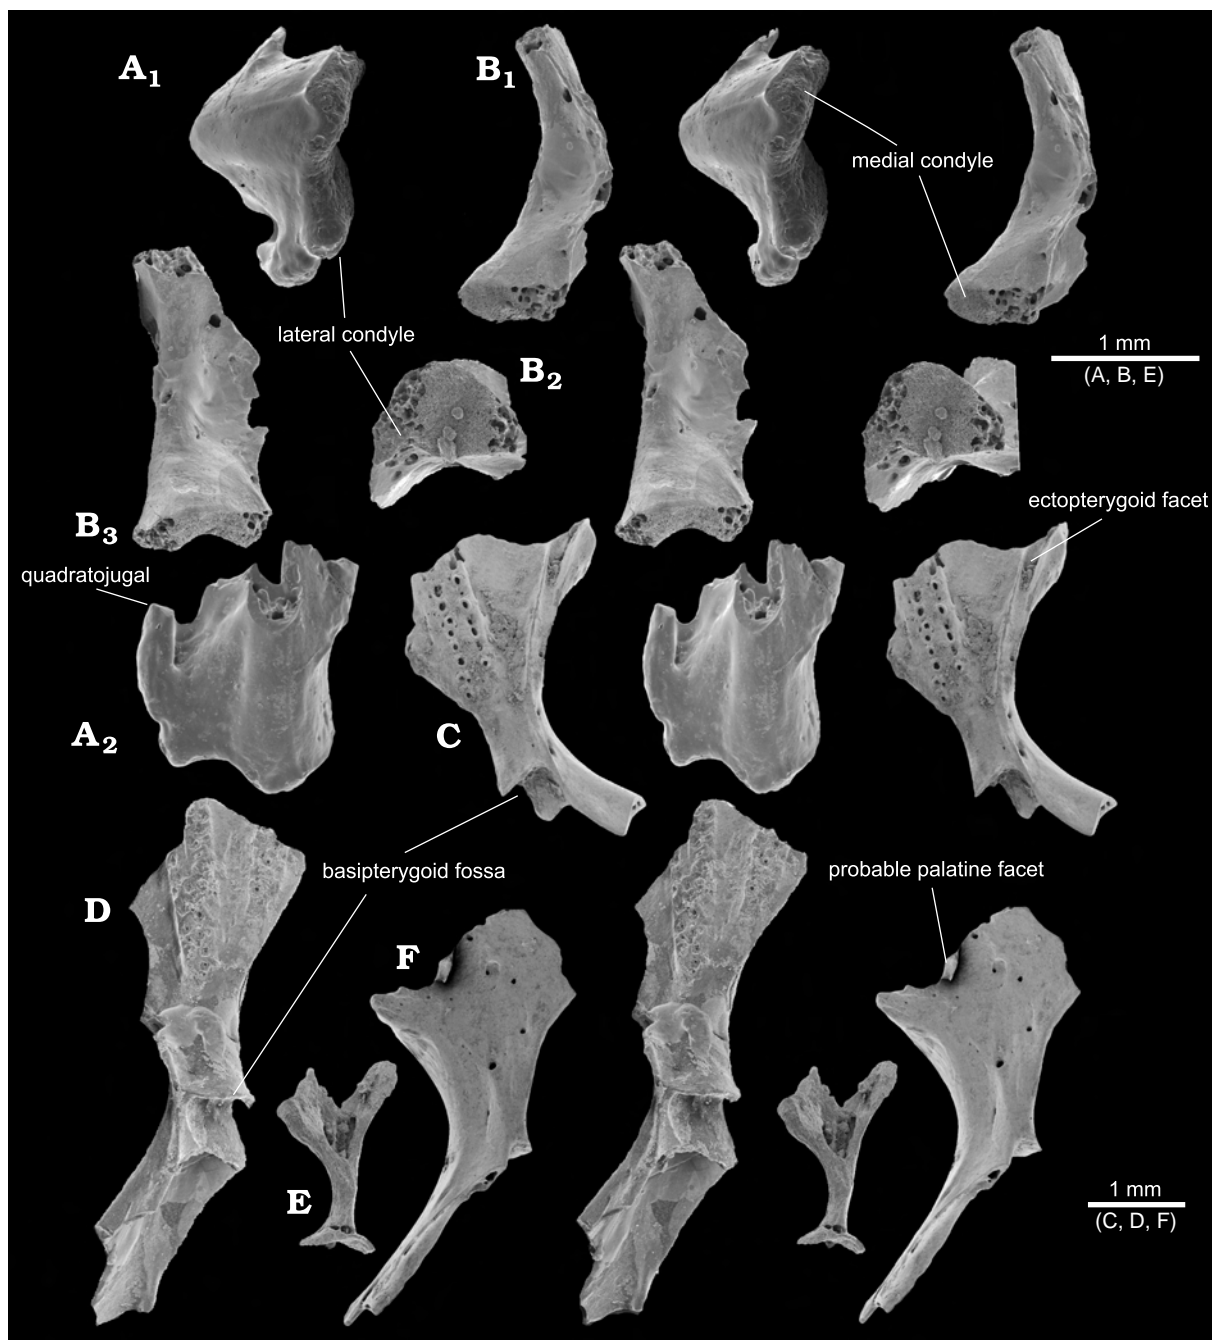 A1
B1
medial condyle
lateral condyle
1 mm
(A, B, E)
B2
B3
ectopterygoid facet
quadratojugal
A2
C
basipterygoid fossa
probable palatine facet
D
F
E
1 mm
(C, D, F)